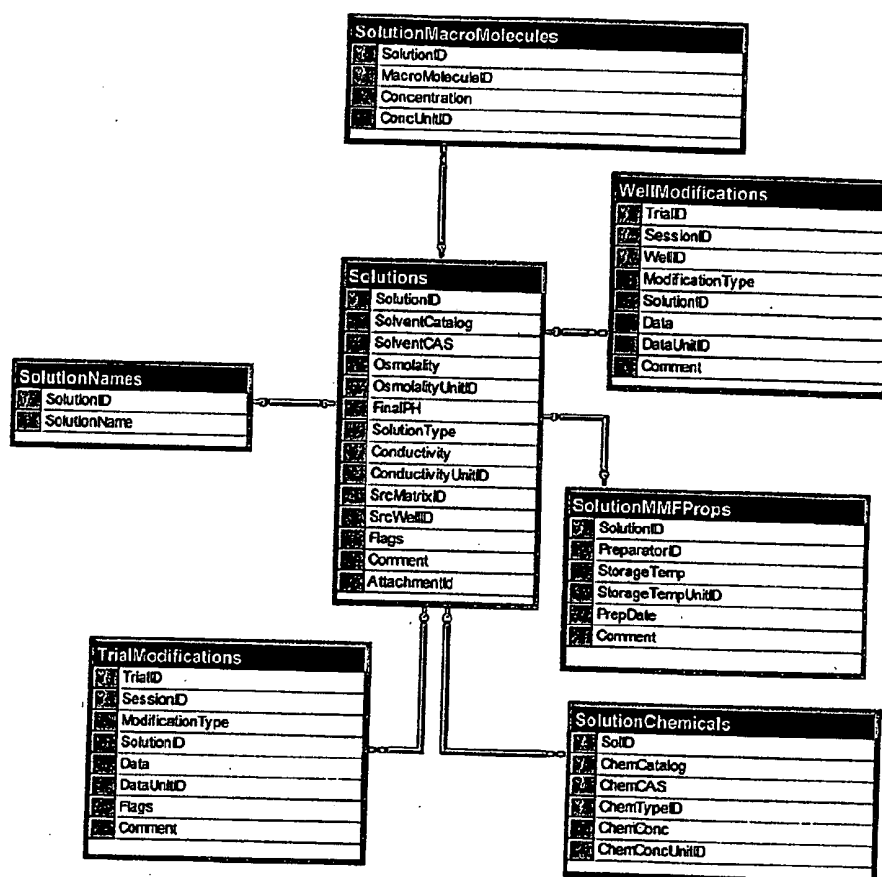 SolutionMacroMolecules
SolutionID
MacroMoleculeID
Concentration
ConcUnitID
WellModifications
TrialID
SessionID
WellID
ModificationType
SolutionID
Data
DataUnitID
Comment
Solutions
SolutionID
SolventCatalog
SolventCAS
Osmolality
OsmolalityUnitID
FinalPH
SolutionType
Conductivity
ConductivityUnitID
SrcMatrixID
SrcWellID
Flags
Comment
AttachmentId
SolutionNames
SolutionID
SolutionName
SolutionMMFProps
SolutionID
PreparatorID
StorageTemp
StorageTempUnitID
PrepDate
Comment
TrialModifications
TrialID
SessionID
ModificationType
SolutionID
Data
DataUnitID
Flags
Comment
SolutionChemicals
SolID
ChemCatalog
ChemCAS
ChemTypeID
ChemConc
ChemConcUnitID